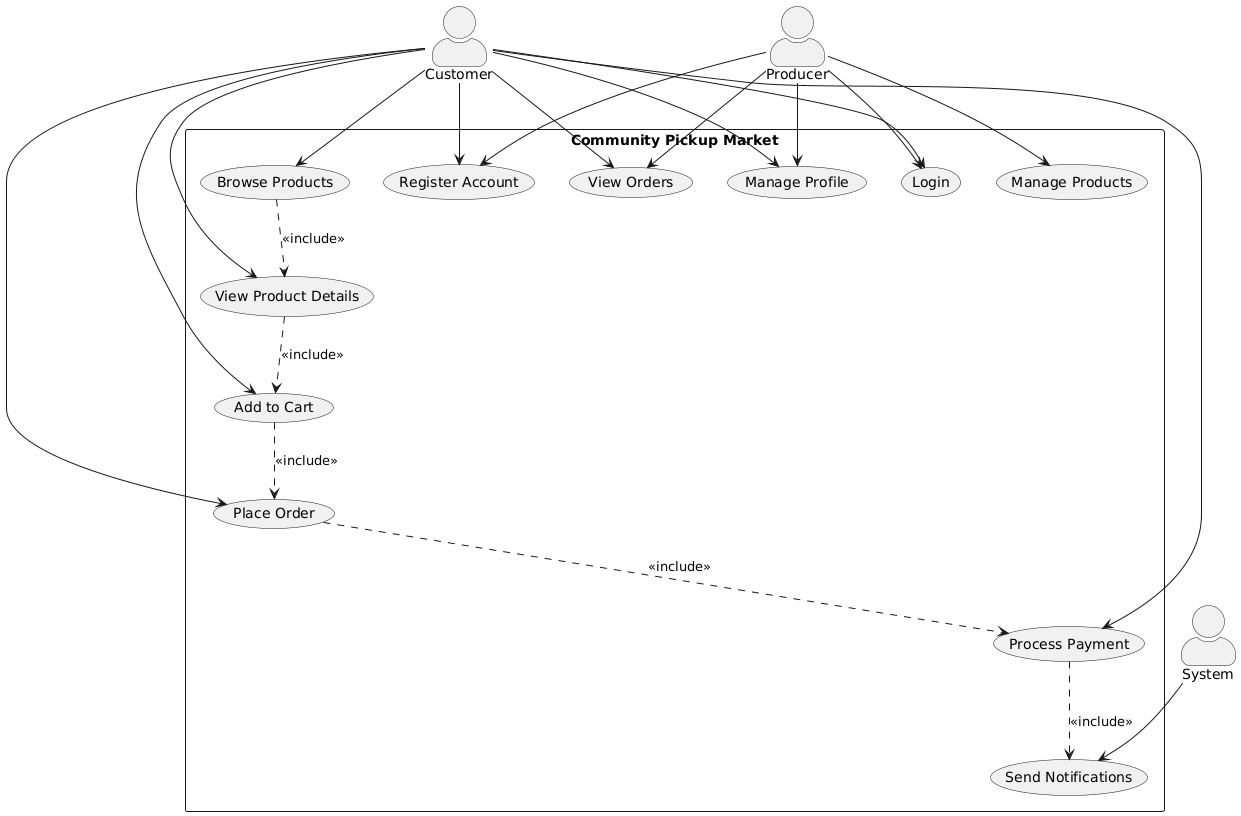 Customer
Producer
Community Pickup Market
Browse Products
Register Account
View Orders
Manage Profile
Login
Manage Products
«include»
View Product Details
«include»
Add to Cart
«include»
Place Order
«include»
Process Payment
System
«include»
Send Notifications